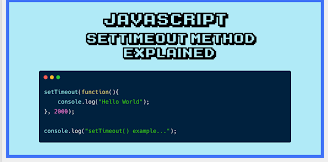 JAVASCRIPT
SETTIMEOUT METHOD
EXPLAINED
setTimeout(function(){
    console.log("Hello World");
}, 2000);
console.log("setTimeout() example...");